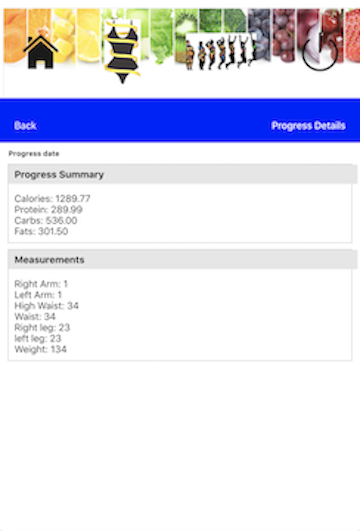 Back Progress Details
Progress date
Progress Summary
Calories: 1289.77
Protein: 289.99
Carbs: 536.00
Fats: 301.50
Measurements
Right Arm: 1
Left Arm: 1
High Waist: 34
Waist: 34
Right leg: 23
left leg: 23
Weight: 134